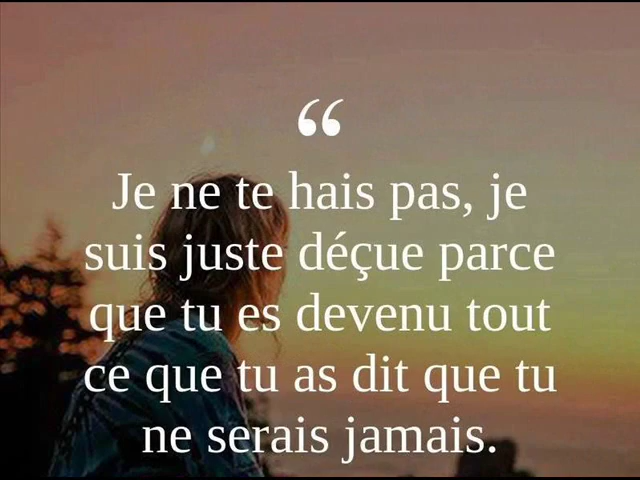 “
Je ne te hais pas, je
suis juste déçue parce
que tu es devenu tout
ce que tu as dit que tu
ne serais jamais.